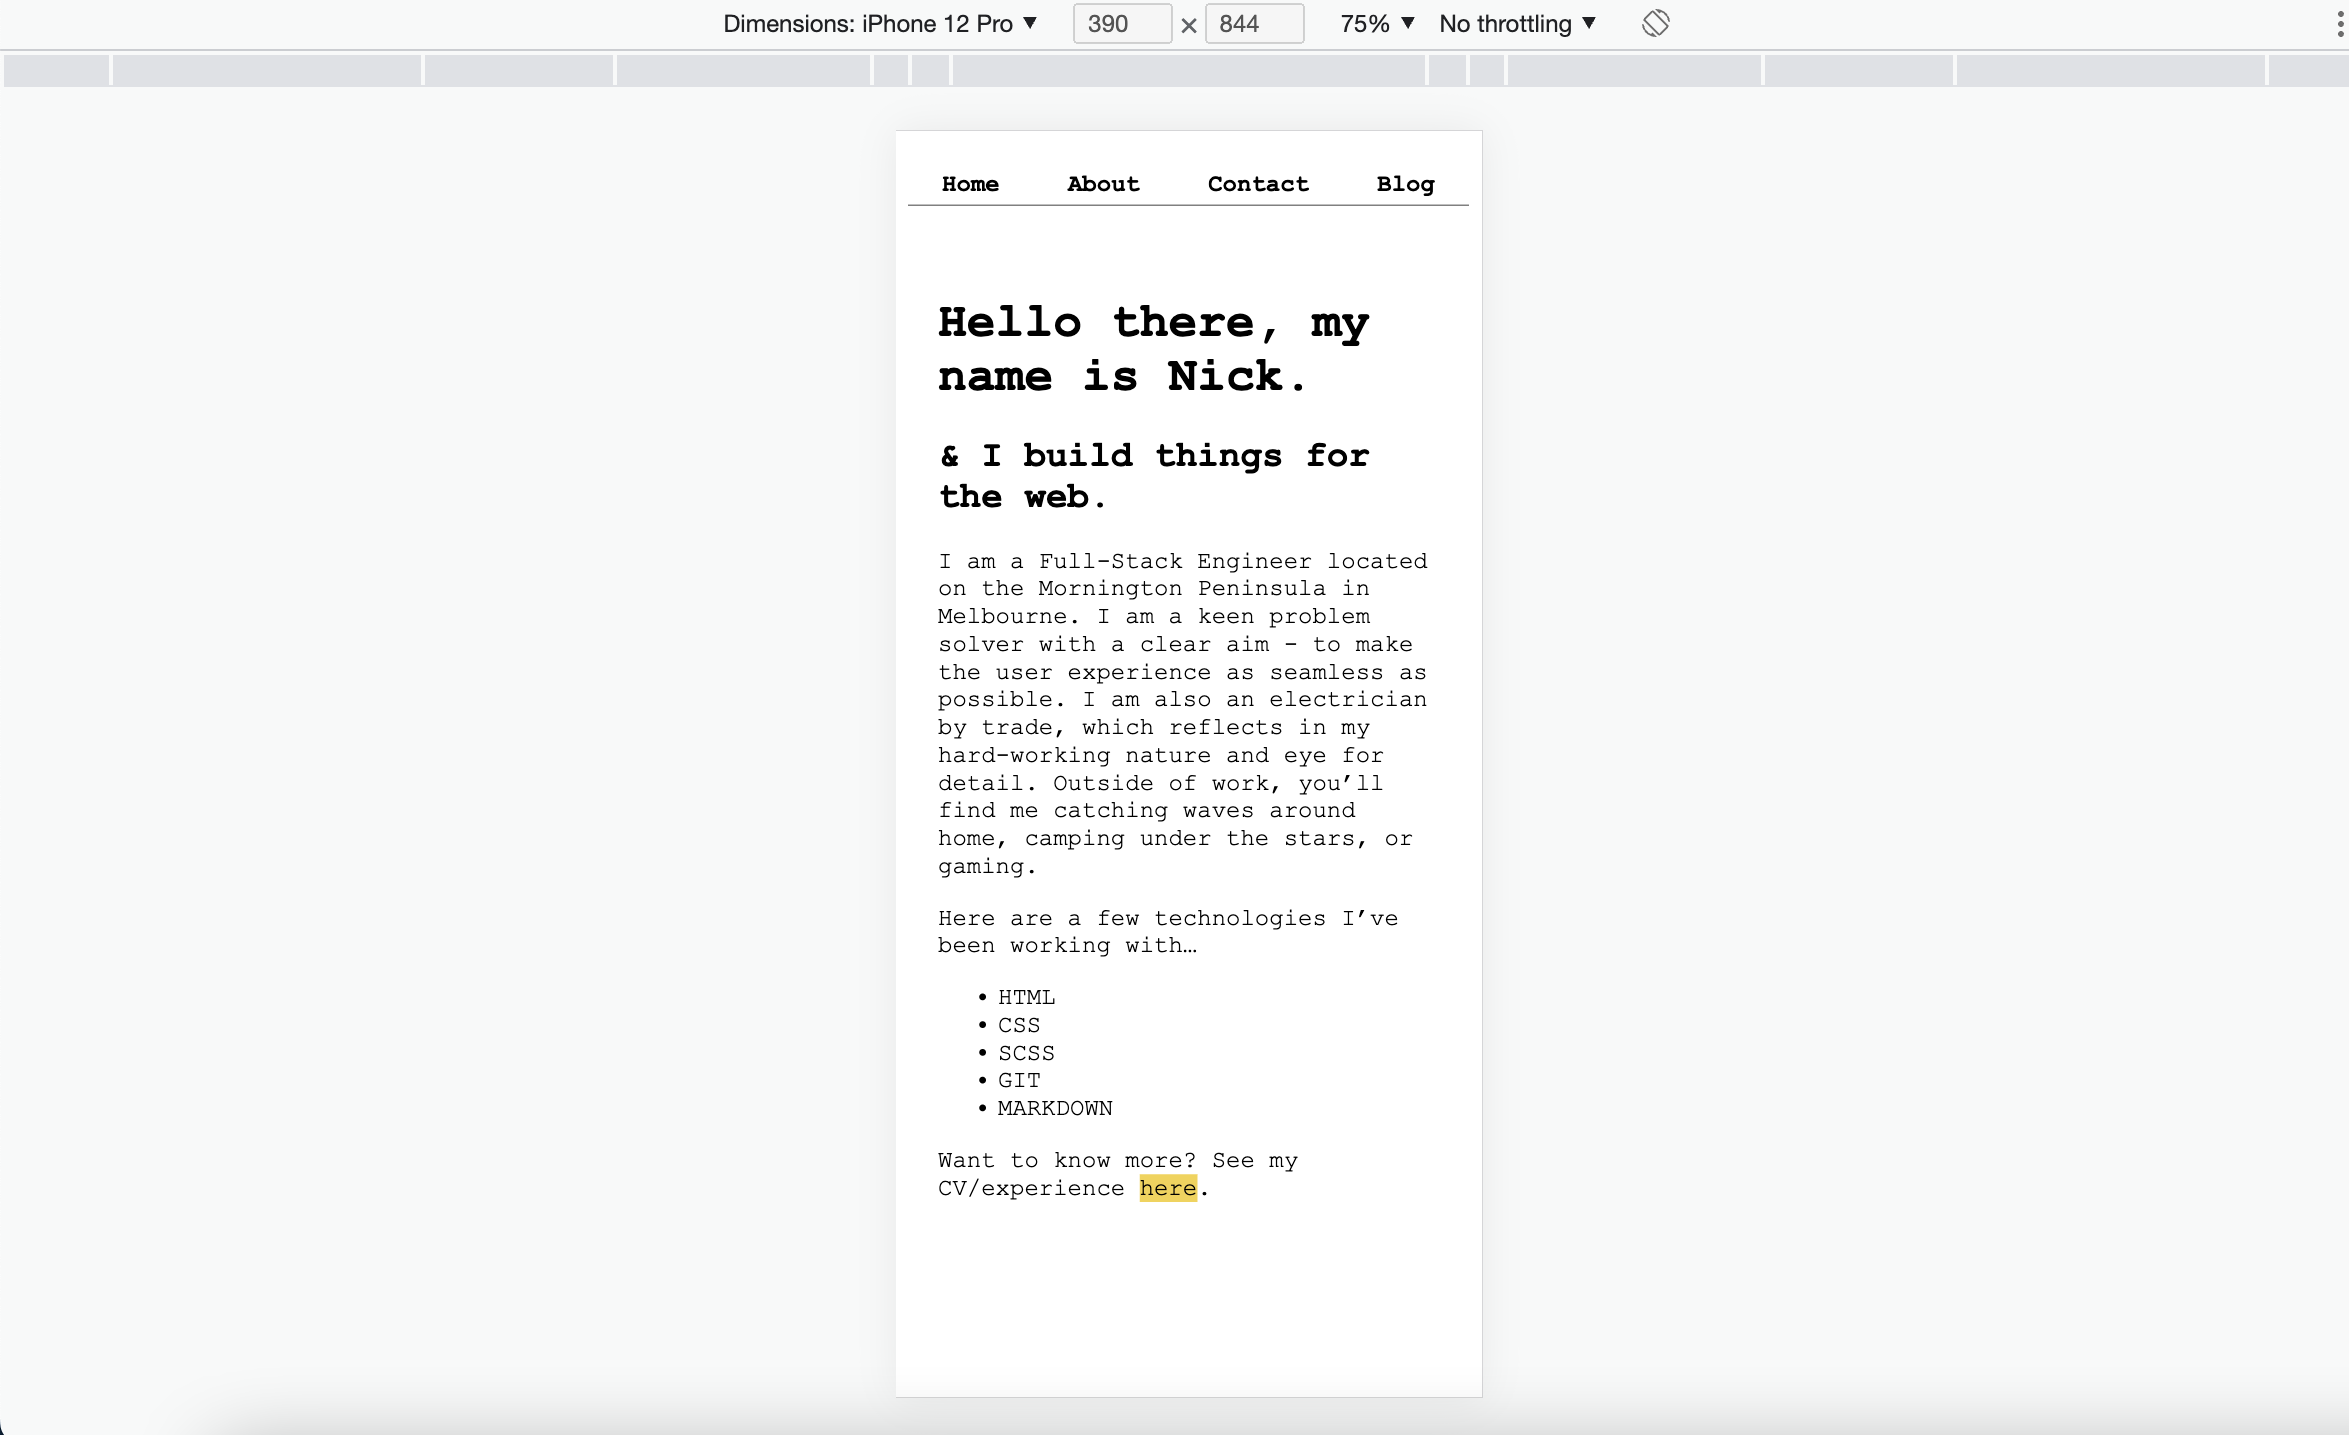 Dimensions: iPhone 12 Pro ▼ 390 × 844 75% ▼ No throttling ▼
Home About Contact Blog
Hello there, my
name is Nick.
& I build things for
the web.
I am a Full-Stack Engineer located
on the Mornington Peninsula in
Melbourne. I am a keen problem
solver with a clear aim - to make
the user experience as seamless as
possible. I am also an electrician
by trade, which reflects in my
hard-working nature and eye for
detail. Outside of work, you’ll
find me catching waves around
home, camping under the stars, or
gaming.
Here are a few technologies I’ve
been working with…
• HTML
• CSS
• SCSS
• GIT
• MARKDOWN
Want to know more? See my
CV/experience here.